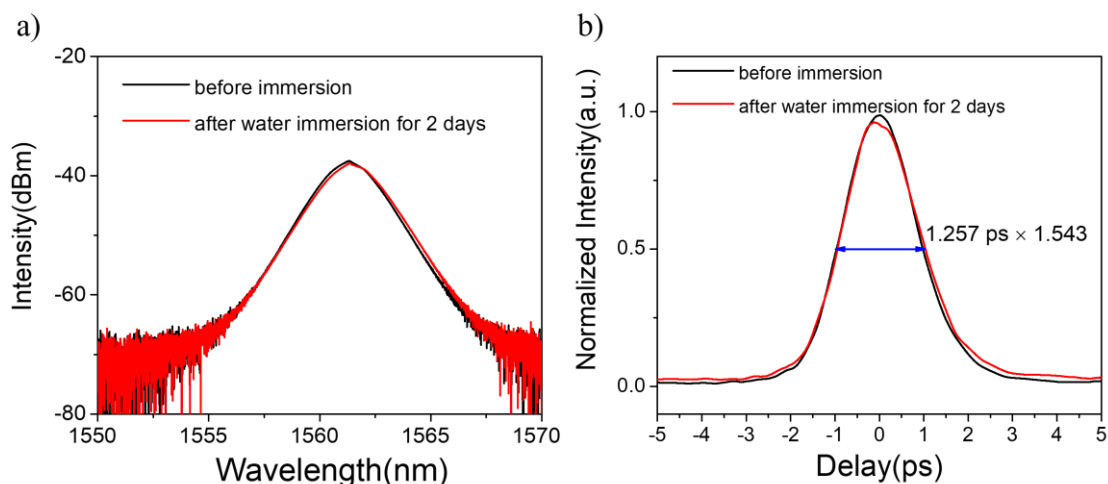 a)
Intensity(dBm)
-20
-40
-60
-80
before immersion
after water immersion for 2 days
1550
1555
1560
1565
1570
Wavelength(nm)
b)
Normalized Intensity(a.u.)
1.0
0.5
0.0
before immersion
after water immersion for 2 days
1.257 ps × 1.543
-5
-4
-3
-2
-1
0
1
2
3
4
5
Delay(ps)